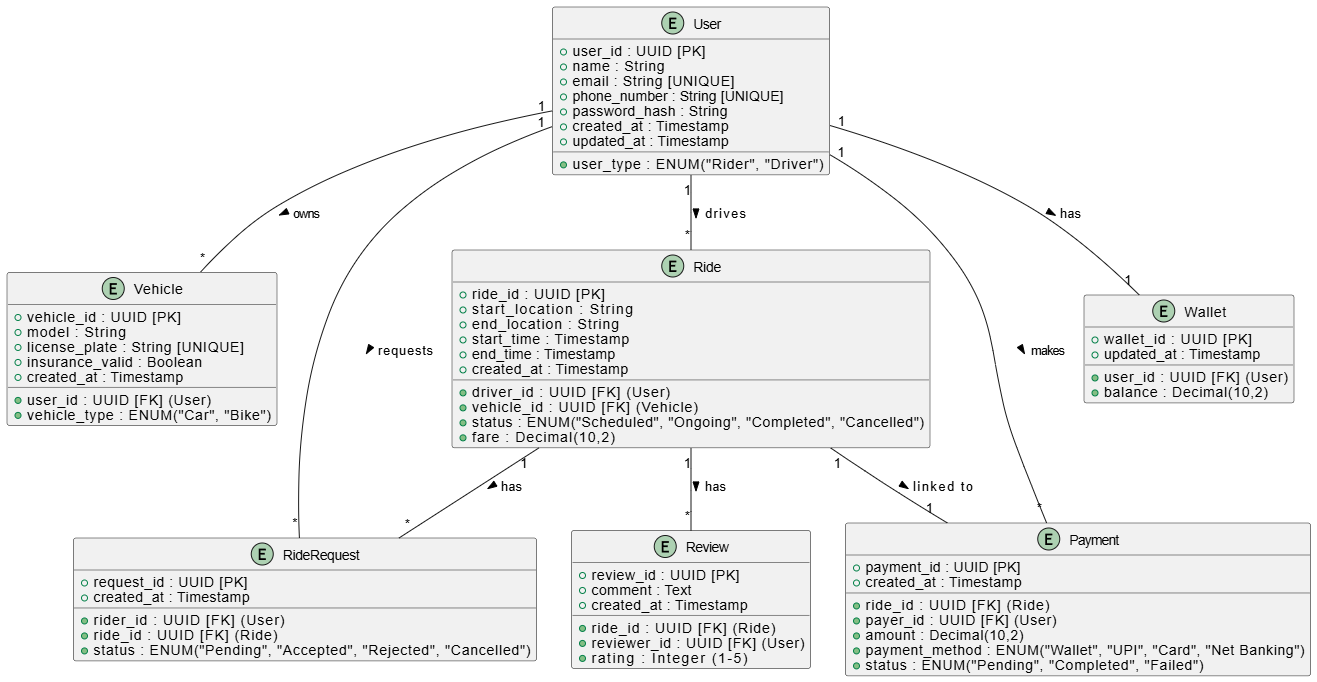 E User
user_id : UUID [PK]
name : String
email : String [UNIQUE]
phone_number : String [UNIQUE]
password_hash : String
created_at : Timestamp
updated_at : Timestamp
user_type : ENUM("Rider", "Driver")
1
1
1
1
1
owns
drives
has
*
*
1
E Vehicle
vehicle_id : UUID [PK]
model : String
license_plate : String [UNIQUE]
insurance_valid : Boolean
created_at : Timestamp
user_id : UUID [FK] (User)
vehicle_type : ENUM("Car", "Bike")
requests
E Ride
ride_id : UUID [PK]
start_location : String
end_location : String
start_time : Timestamp
end_time : Timestamp
created_at : Timestamp
driver_id : UUID [FK] (User)
vehicle_id : UUID [FK] (Vehicle)
status : ENUM("Scheduled", "Ongoing", "Completed", "Cancelled")
fare : Decimal(10,2)
makes
E Wallet
wallet_id : UUID [PK]
updated_at : Timestamp
user_id : UUID [FK] (User)
balance : Decimal(10,2)
1
1
1
has
has
linked to
*
*
*
1
*
E RideRequest
request_id : UUID [PK]
created_at : Timestamp
rider_id : UUID [FK] (User)
ride_id : UUID [FK] (Ride)
status : ENUM("Pending", "Accepted", "Rejected", "Cancelled")
E Review
review_id : UUID [PK]
comment : Text
created_at : Timestamp
ride_id : UUID [FK] (Ride)
reviewer_id : UUID [FK] (User)
rating : Integer (1-5)
E Payment
payment_id : UUID [PK]
created_at : Timestamp
ride_id : UUID [FK] (Ride)
payer_id : UUID [FK] (User)
amount : Decimal(10,2)
payment_method : ENUM("Wallet", "UPI", "Card", "Net Banking")
status : ENUM("Pending", "Completed", "Failed")